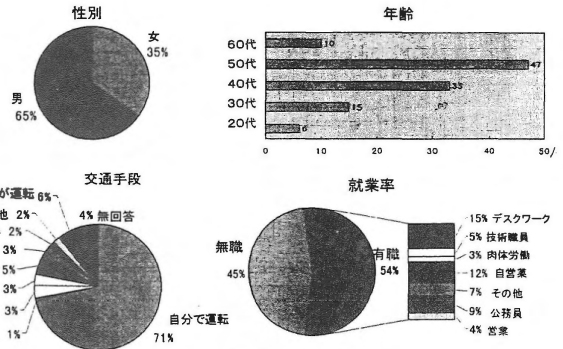 性別
女
35%
男
65%
年齢
60代
10
50代
47
40代
33
30代
15
20代
6
0 10 20 30 40 50/
交通手段
が運転 6%
他 2%
2%
3%
5%
3%
3%
1%
4% 無回答
自分で運転
71%
就業率
無職
45%
有職
54%
15% デスクワーク
5% 技術職員
3% 肉体労働
12% 自営業
7% その他
9% 公務員
4% 営業